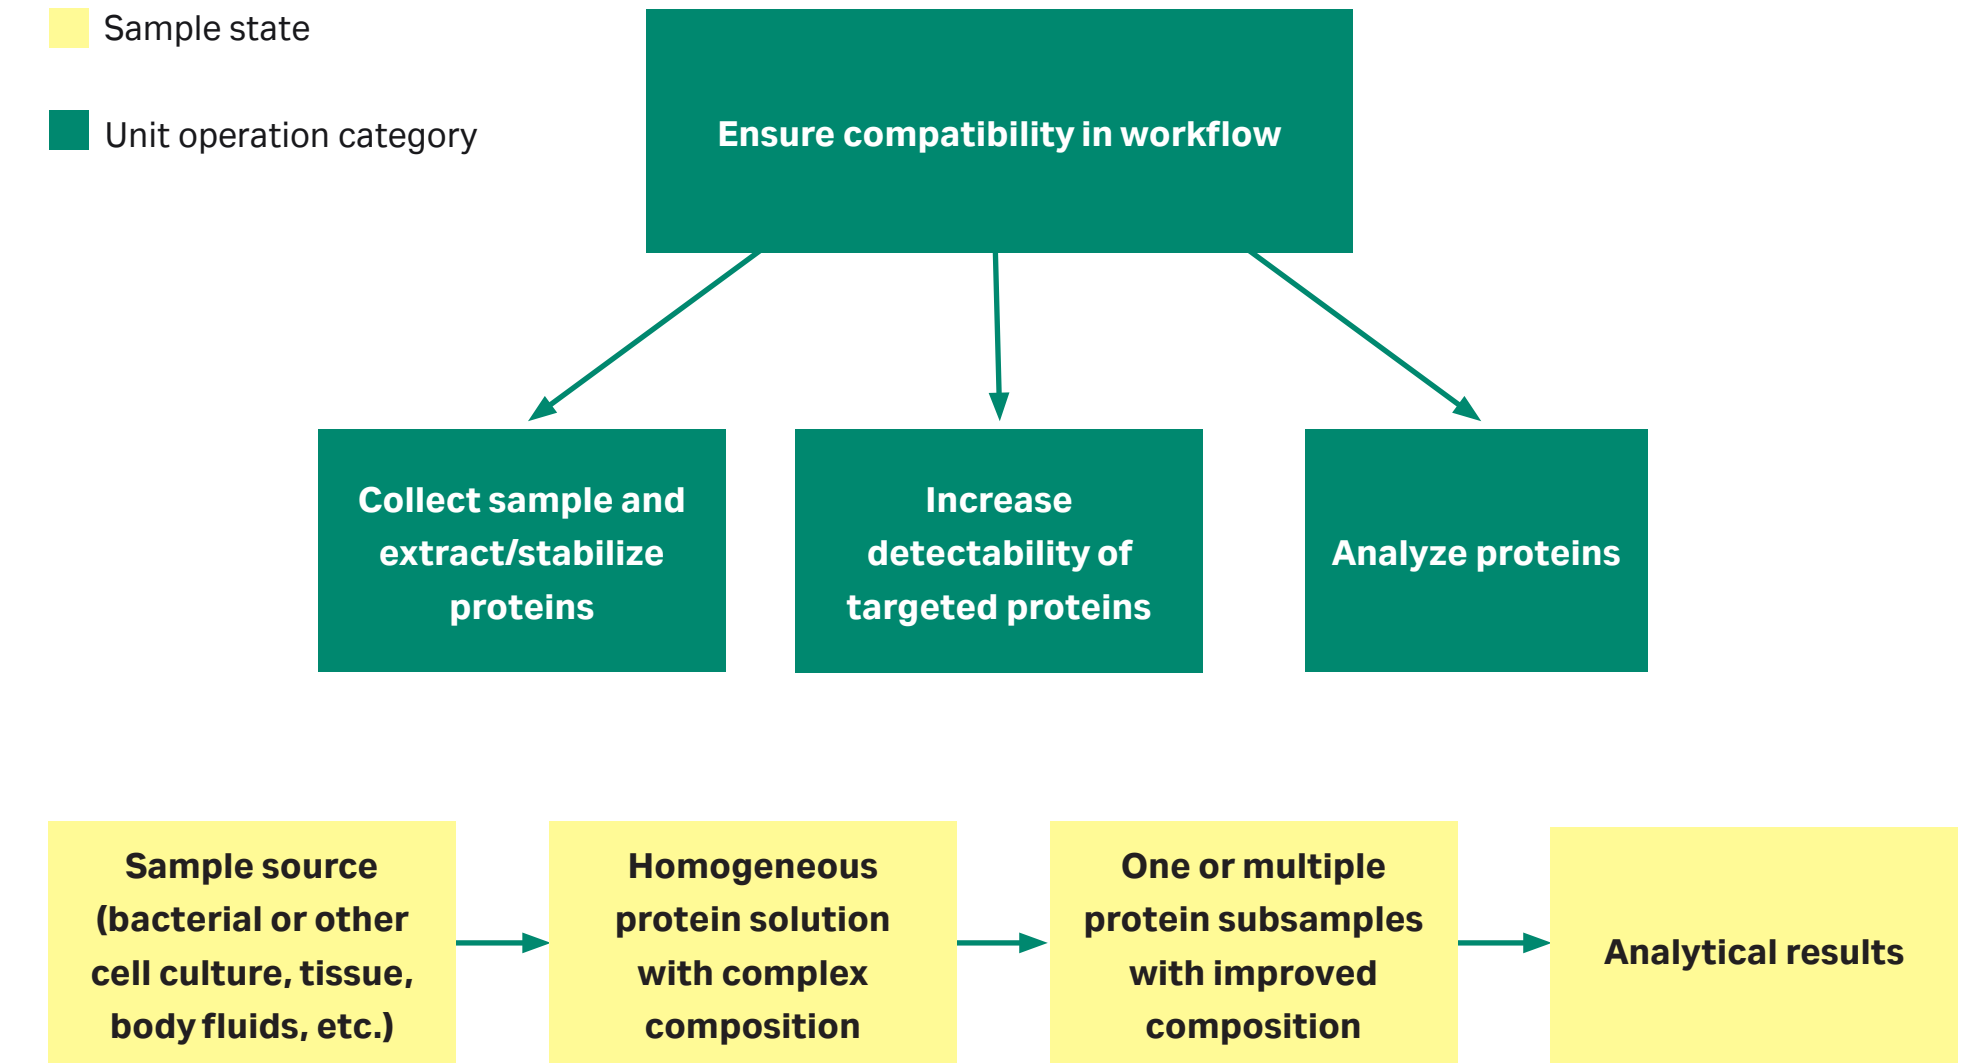 Sample state
Unit operation category
Ensure compatibility in workflow
Collect sample and
extract/stabilize
proteins
Increase
detectability of
targeted proteins
Analyze proteins
Sample source
(bacterial or other
cell culture, tissue,
body fluids, etc.)
Homogeneous
protein solution
with complex
composition
One or multiple
protein subsamples
with improved
composition
Analytical results